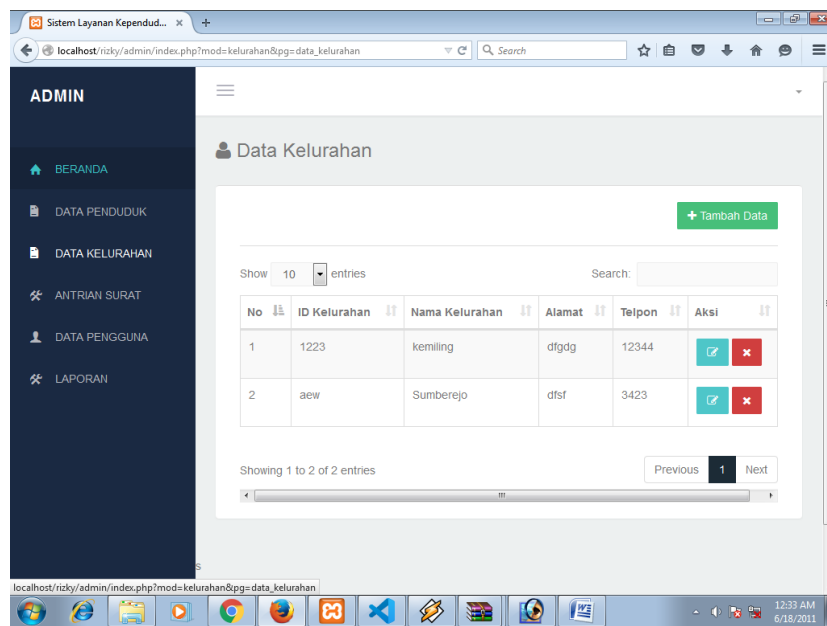 Sistem Layanan Kependud... × +
localhost/rizky/admin/index.php?mod=kelurahan&pg=data_kelurahan
Search
ADMIN
BERANDA
DATA PENDUDUK
DATA KELURAHAN
ANTRIAN SURAT
DATA PENGGUNA
LAPORAN
Data Kelurahan
+ Tambah Data
Show 10 entries Search:
No ID Kelurahan Nama Kelurahan Alamat Telpon Aksi
1 1223 kemiling dfgdg 12344
2 aew Sumberejo dfsf 3423
Showing 1 to 2 of 2 entries
Previous 1 Next
s
localhost/rizky/admin/index.php?mod=kelurahan&pg=data_kelurahan
12:33 AM
6/18/2011